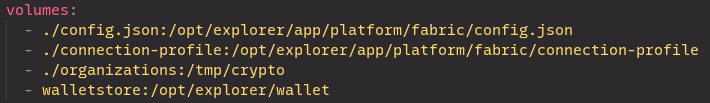 volumes:
- ./config.json:/opt/explorer/app/platform/fabric/config.json
- ./connection-profile:/opt/explorer/app/platform/fabric/connection-profile
- ./organizations:/tmp/crypto
- walletstore:/opt/explorer/wallet